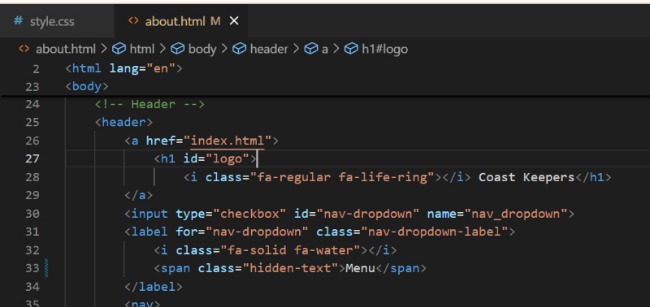 # style.css <> about.html M ×
<> about.html > html > body > header > a > h1#logo
2 <html lang="en">
23 <body>
24 <!-- Header -->
25 <header>
26 <a href="index.html">
27 <h1 id="logo">
28 <i class="fa-regular fa-life-ring"></i> Coast Keepers</h1>
29 </a>
30 <input type="checkbox" id="nav-dropdown" name="nav_dropdown">
31 <label for="nav-dropdown" class="nav-dropdown-label">
32 <i class="fa-solid fa-water"></i>
33 <span class="hidden-text">Menu</span>
34 </label>
35 <nav>